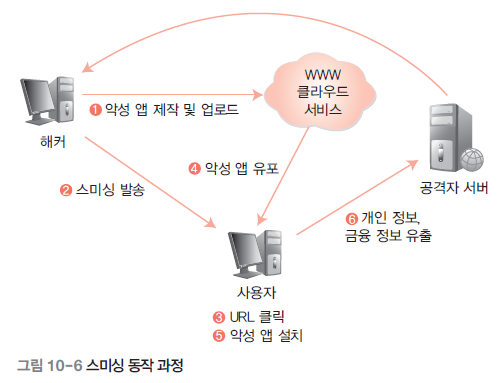 WWW
클라우드
서비스
❶ 악성 앱 제작 및 업로드
해커
❹ 악성 앱 유포
❷ 스미싱 발송
공격자 서버
❻ 개인 정보,
금융 정보 유출
사용자
❸ URL 클릭
❺ 악성 앱 설치
그림 10-6 스미싱 동작 과정